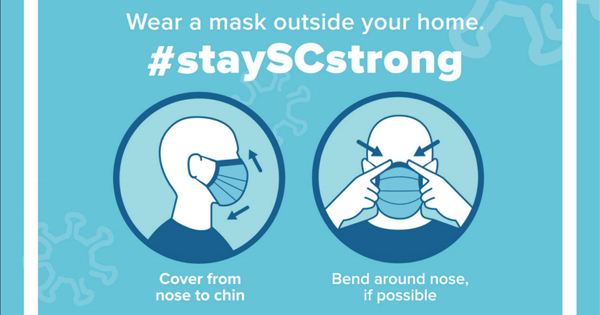 Wear a mask outside your home.
#staySCstrong
Cover from
nose to chin
Bend around nose,
if possible